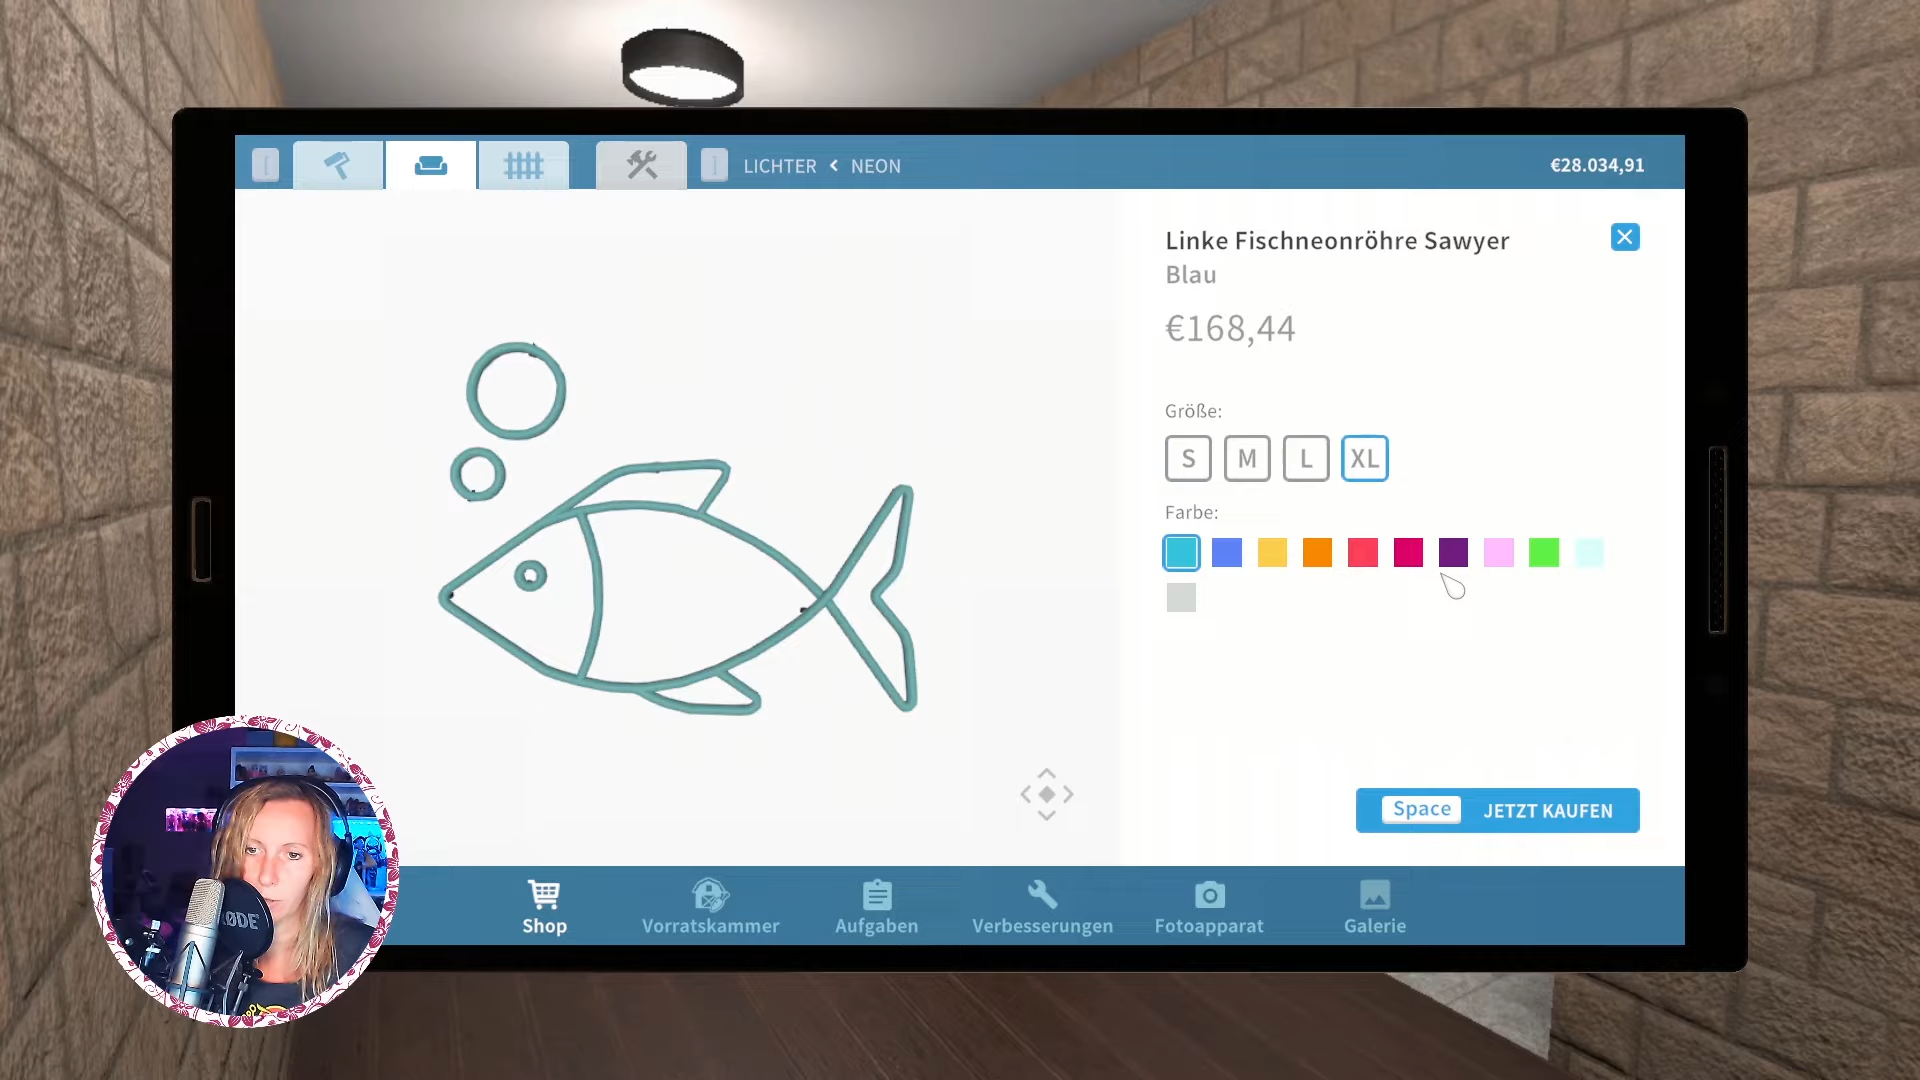 LICHTER < NEON
€28.034,91
Linke Fischneonröhre Sawyer
Blau
€168,44
Größe:
S M L XL
Farbe:
Space JETZT KAUFEN
Shop Vorratskammer Aufgaben Verbesserungen Fotoapparat Galerie
RØDE